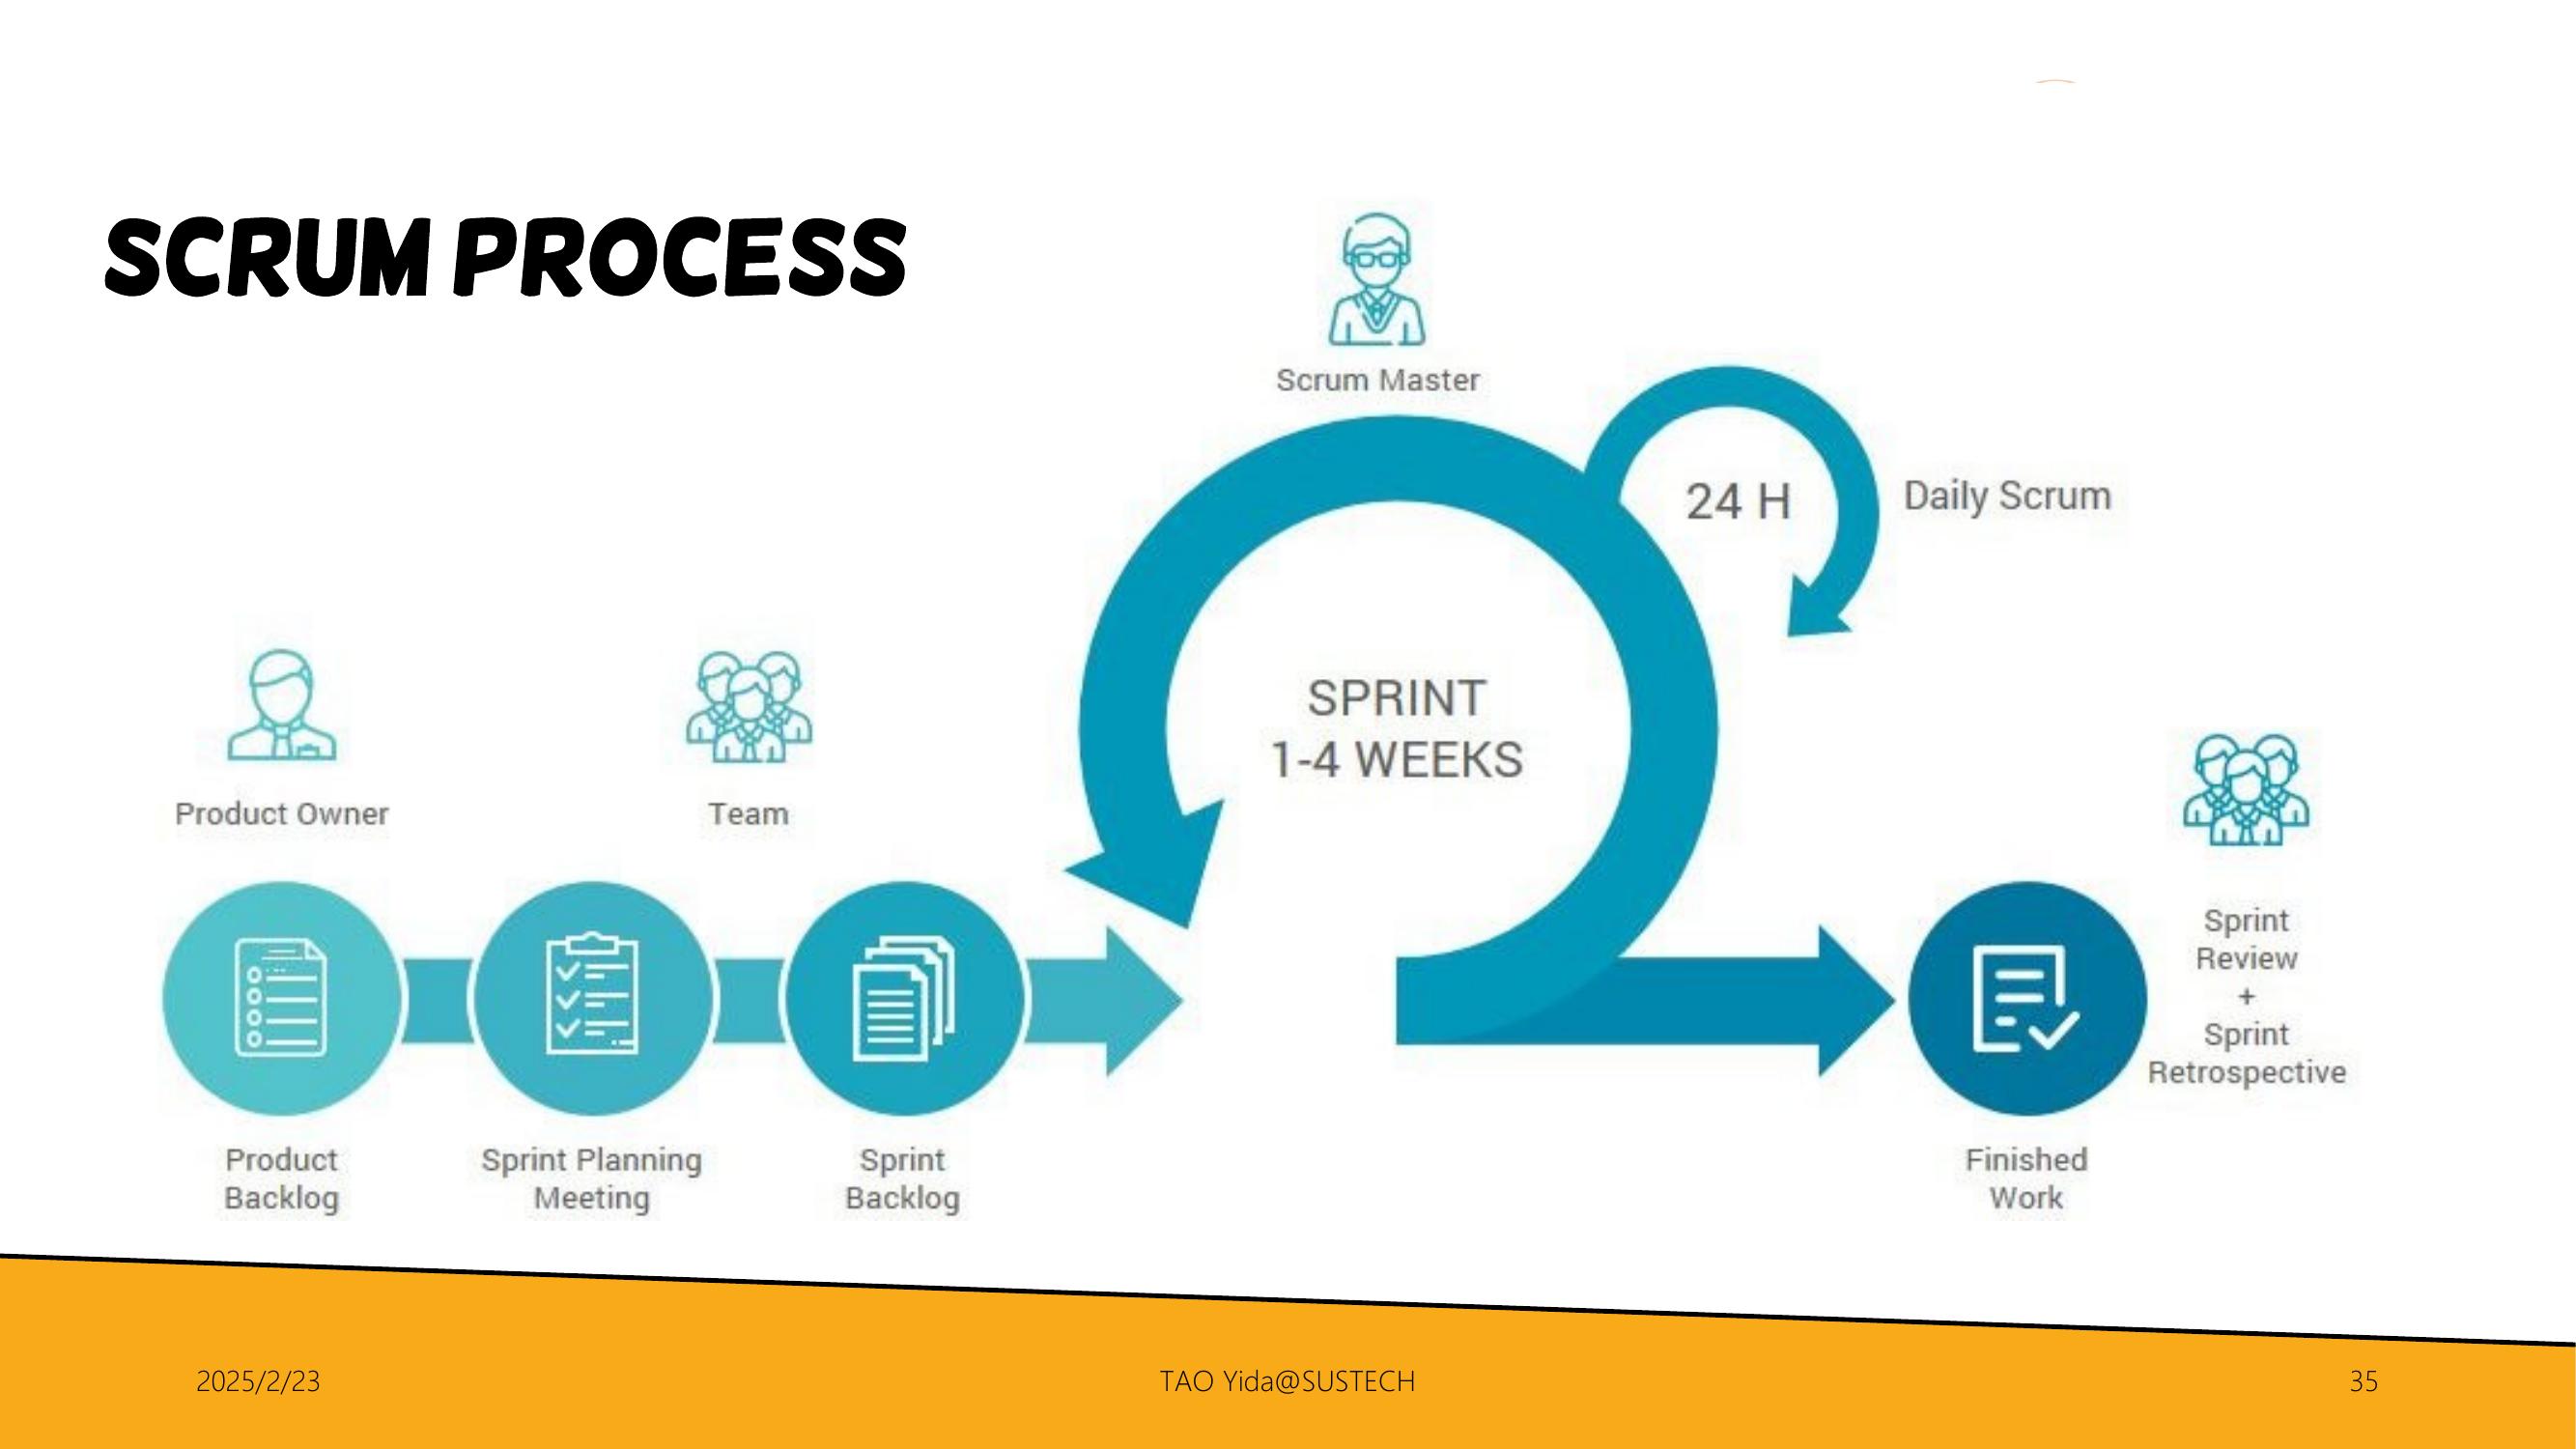 SCRUM PROCESS
Scrum Master
24 H
Daily Scrum
SPRINT
1-4 WEEKS
Product Owner
Team
Sprint
Review
+
Sprint
Retrospective
Product
Backlog
Sprint Planning
Meeting
Sprint
Backlog
Finished
Work
2025/2/23
TAO Yida@SUSTECH
35